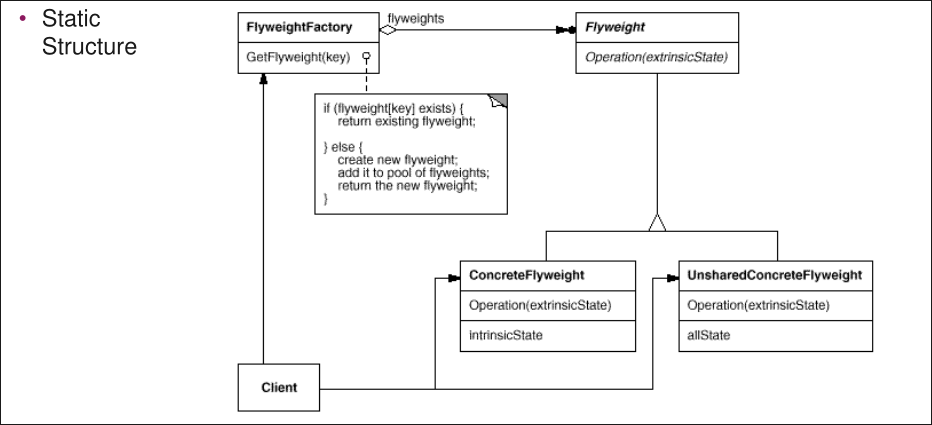 • Static
Structure
FlyweightFactory
GetFlyweight(key)
flyweights
Flyweight
Operation(extrinsicState)
if (flyweight[key] exists) {
return existing flyweight;
} else {
create new flyweight;
add it to pool of flyweights;
return the new flyweight;
}
ConcreteFlyweight
Operation(extrinsicState)
intrinsicState
UnsharedConcreteFlyweight
Operation(extrinsicState)
allState
Client